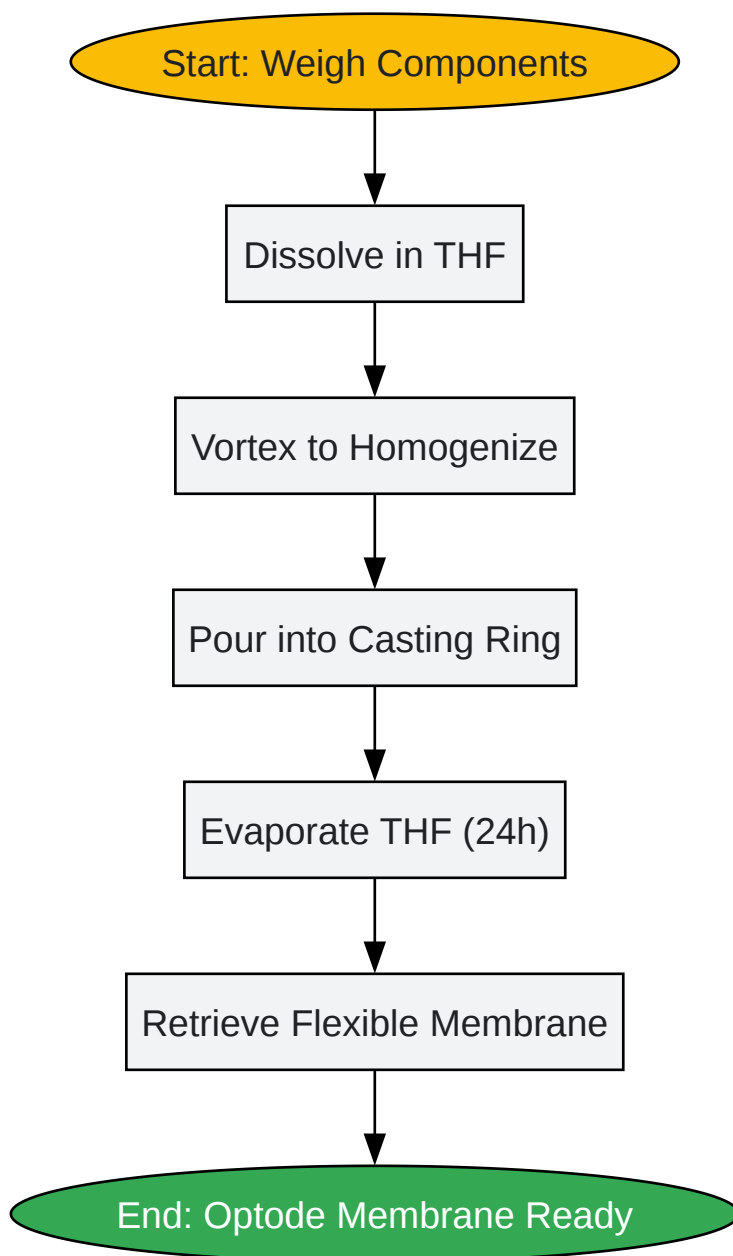 Start: Weigh Components
Dissolve in THF
Vortex to Homogenize
Pour into Casting Ring
Evaporate THF (24h)
Retrieve Flexible Membrane
End: Optode Membrane Ready